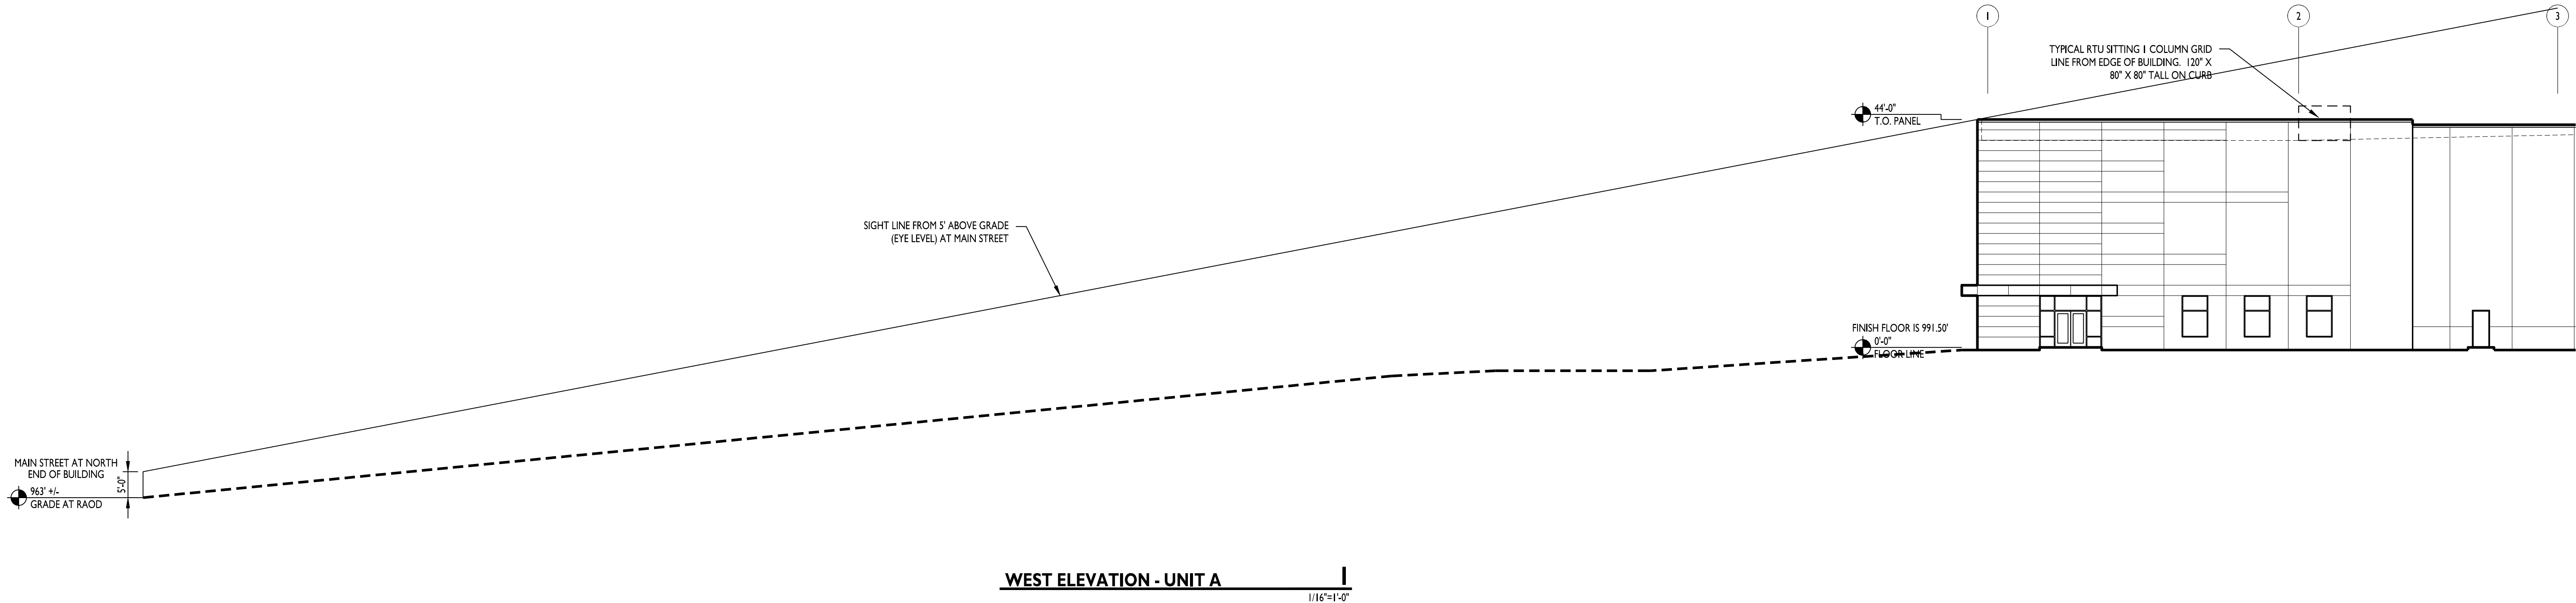 1
2
3
TYPICAL RTU SITTING 1 COLUMN GRID
LINE FROM EDGE OF BUILDING. 120" X
80" X 80" TALL ON CURB
44'-0"
T.O. PANEL
SIGHT LINE FROM 5' ABOVE GRADE
(EYE LEVEL) AT MAIN STREET
FINISH FLOOR IS 991.50'
0'-0"
FLOOR LINE
MAIN STREET AT NORTH
END OF BUILDING
963' +/-
GRADE AT RAOD
5'-0"
WEST ELEVATION - UNIT A
1
1/16"=1'-0"